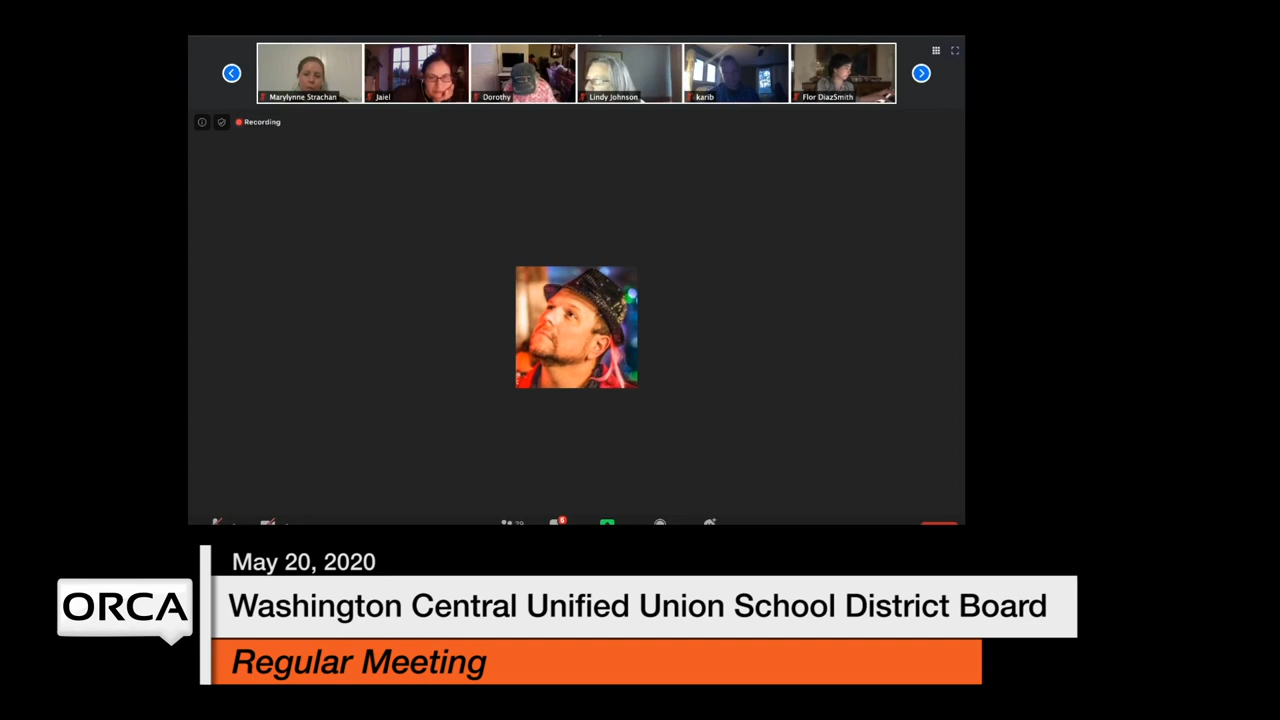 Marylynne Strachan
Jaiel
Dorothy
Lindy Johnson
karib
Flor DiazSmith
Recording
6
May 20, 2020
ORCA
Washington Central Unified Union School District Board
Regular Meeting